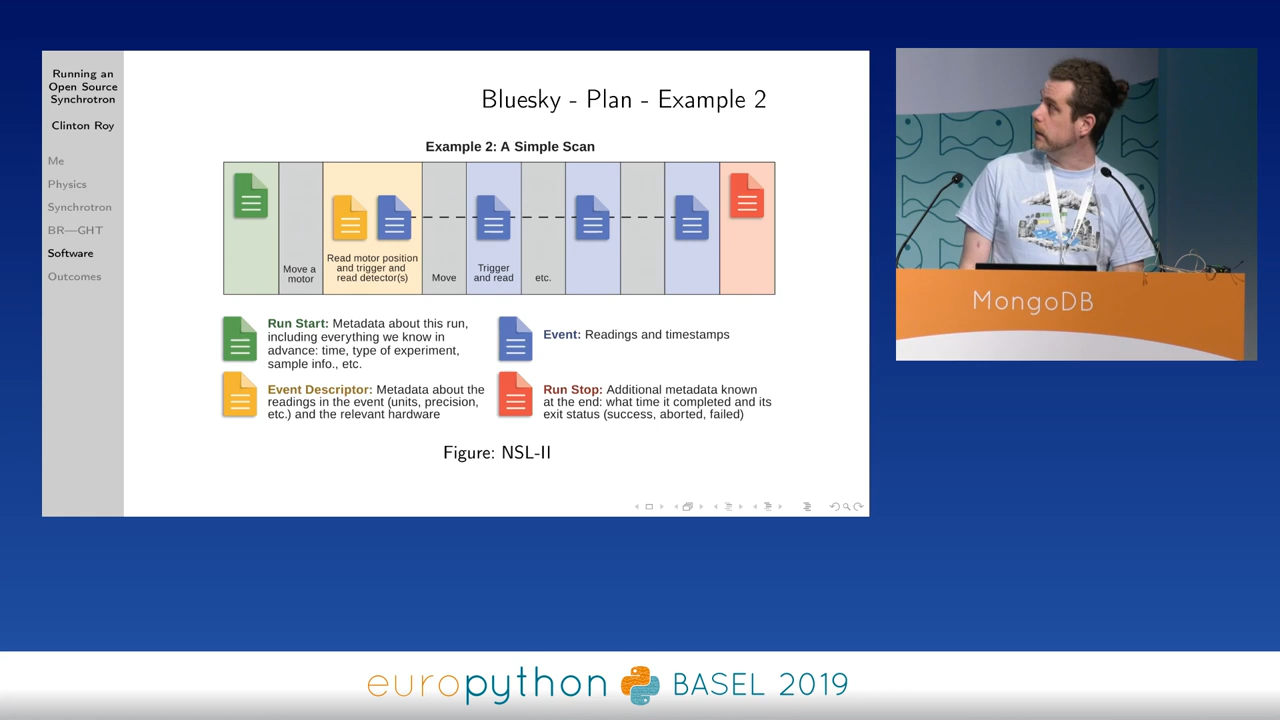 Running an
Open Source
Synchrotron
Clinton Roy
Me
Physics
Synchrotron
BR—GHT
Software
Outcomes
Bluesky - Plan - Example 2
Example 2: A Simple Scan
Move a
motor
Read motor position
and trigger and
read detector(s)
Move
Trigger
and read
etc.
Run Start: Metadata about this run,
including everything we know in
advance: time, type of experiment,
sample info., etc.
Event: Readings and timestamps
Event Descriptor: Metadata about the
readings in the event (units, precision,
etc.) and the relevant hardware
Run Stop: Additional metadata known
at the end: what time it completed and its
exit status (success, aborted, failed)
Figure: NSL-II
MongoDB
europython BASEL 2019